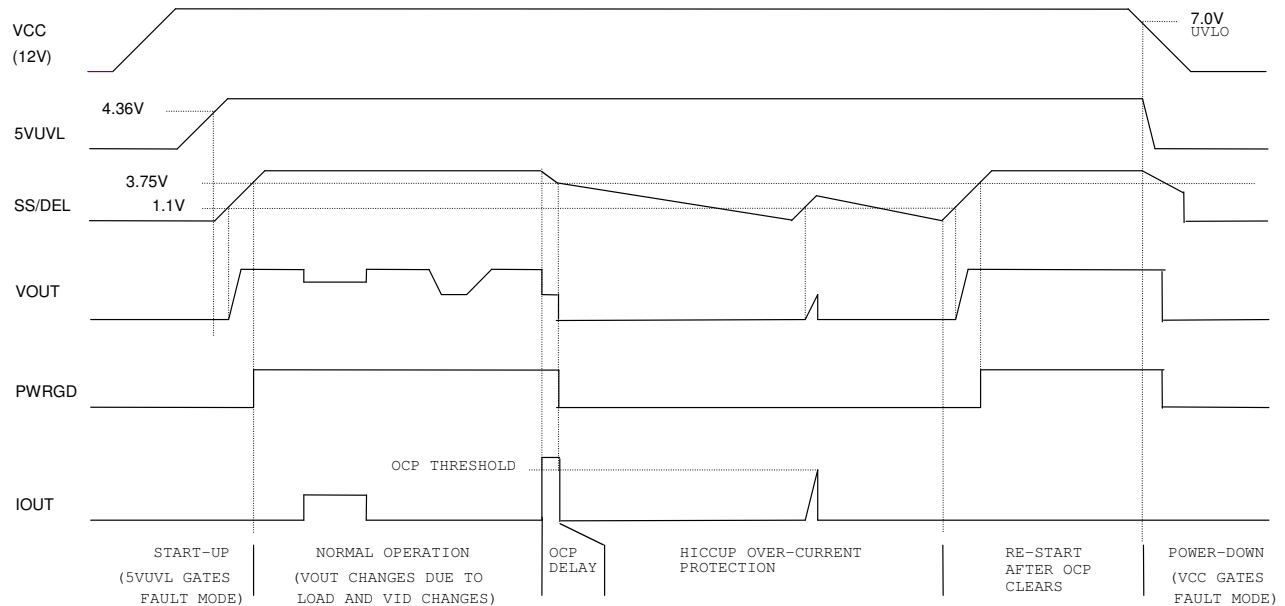 VCC
(12V)
7.0V
UVLO
4.36V
5VUVL
3.75V
SS/DEL
1.1V
VOUT
PWRGD
OCP THRESHOLD
IOUT
START-UP
(5VUVL GATES
FAULT MODE)
NORMAL OPERATION
(VOUT CHANGES DUE TO
LOAD AND VID CHANGES)
OCP
DELAY
HICCUP OVER-CURRENT
PROTECTION
RE-START
AFTER OCP
CLEARS
POWER-DOWN
(VCC GATES
FAULT MODE)